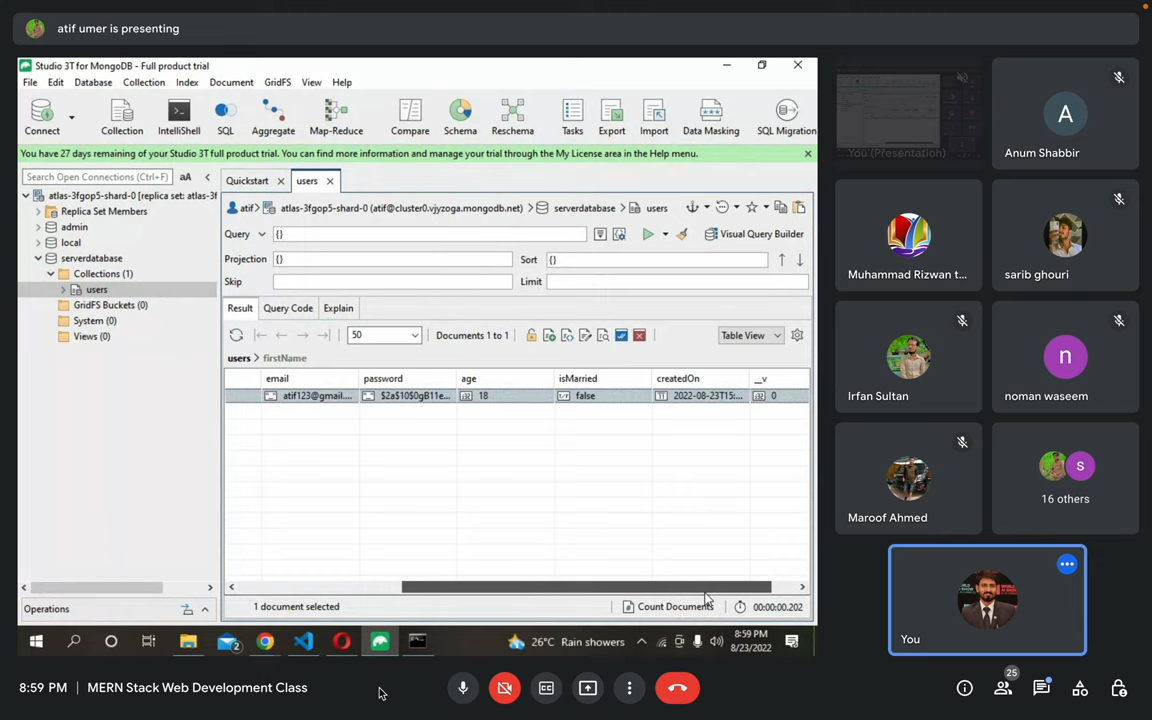 atif umer is presenting
Studio 3T for MongoDB - Full product trial
File Edit Database Collection Index Document GridFS View Help
Connect Collection IntelliShell SQL Aggregate Map-Reduce Compare Schema Reschema Tasks Export Import Data Masking SQL Migration
You have 27 days remaining of your Studio 3T full product trial. You can find more information and manage your trial through the My License area in the Help menu.
Search Open Connections (Ctrl+F) aA
Quickstart users
atlas-3fgop5-shard-0 [replica set: atlas-3f
Replica Set Members
admin
local
serverdatabase
Collections (1)
users
GridFS Buckets (0)
System (0)
Views (0)
atif> atlas-3fgop5-shard-0 (atif@cluster0.vjyzoga.mongodb.net) serverdatabase users
Query {} Visual Query Builder
Projection {} Sort {}
Skip Limit
Result Query Code Explain
50 Documents 1 to 1 Table View
users > firstName
email password age isMarried createdOn __v
atif123@gmail.... $2a$10$0gB11e... 18 false 2022-08-23T15:... 0
Operations
1 document selected Count Documents 00:00:00.202
2 26°C Rain showers 8:59 PM
8/23/2022
You (Presentation)
A
Anum Shabbir
Muhammad Rizwan t...
sarib ghouri
Irfan Sultan
n
noman waseem
Maroof Ahmed
s
16 others
You
8:59 PM | MERN Stack Web Development Class
25